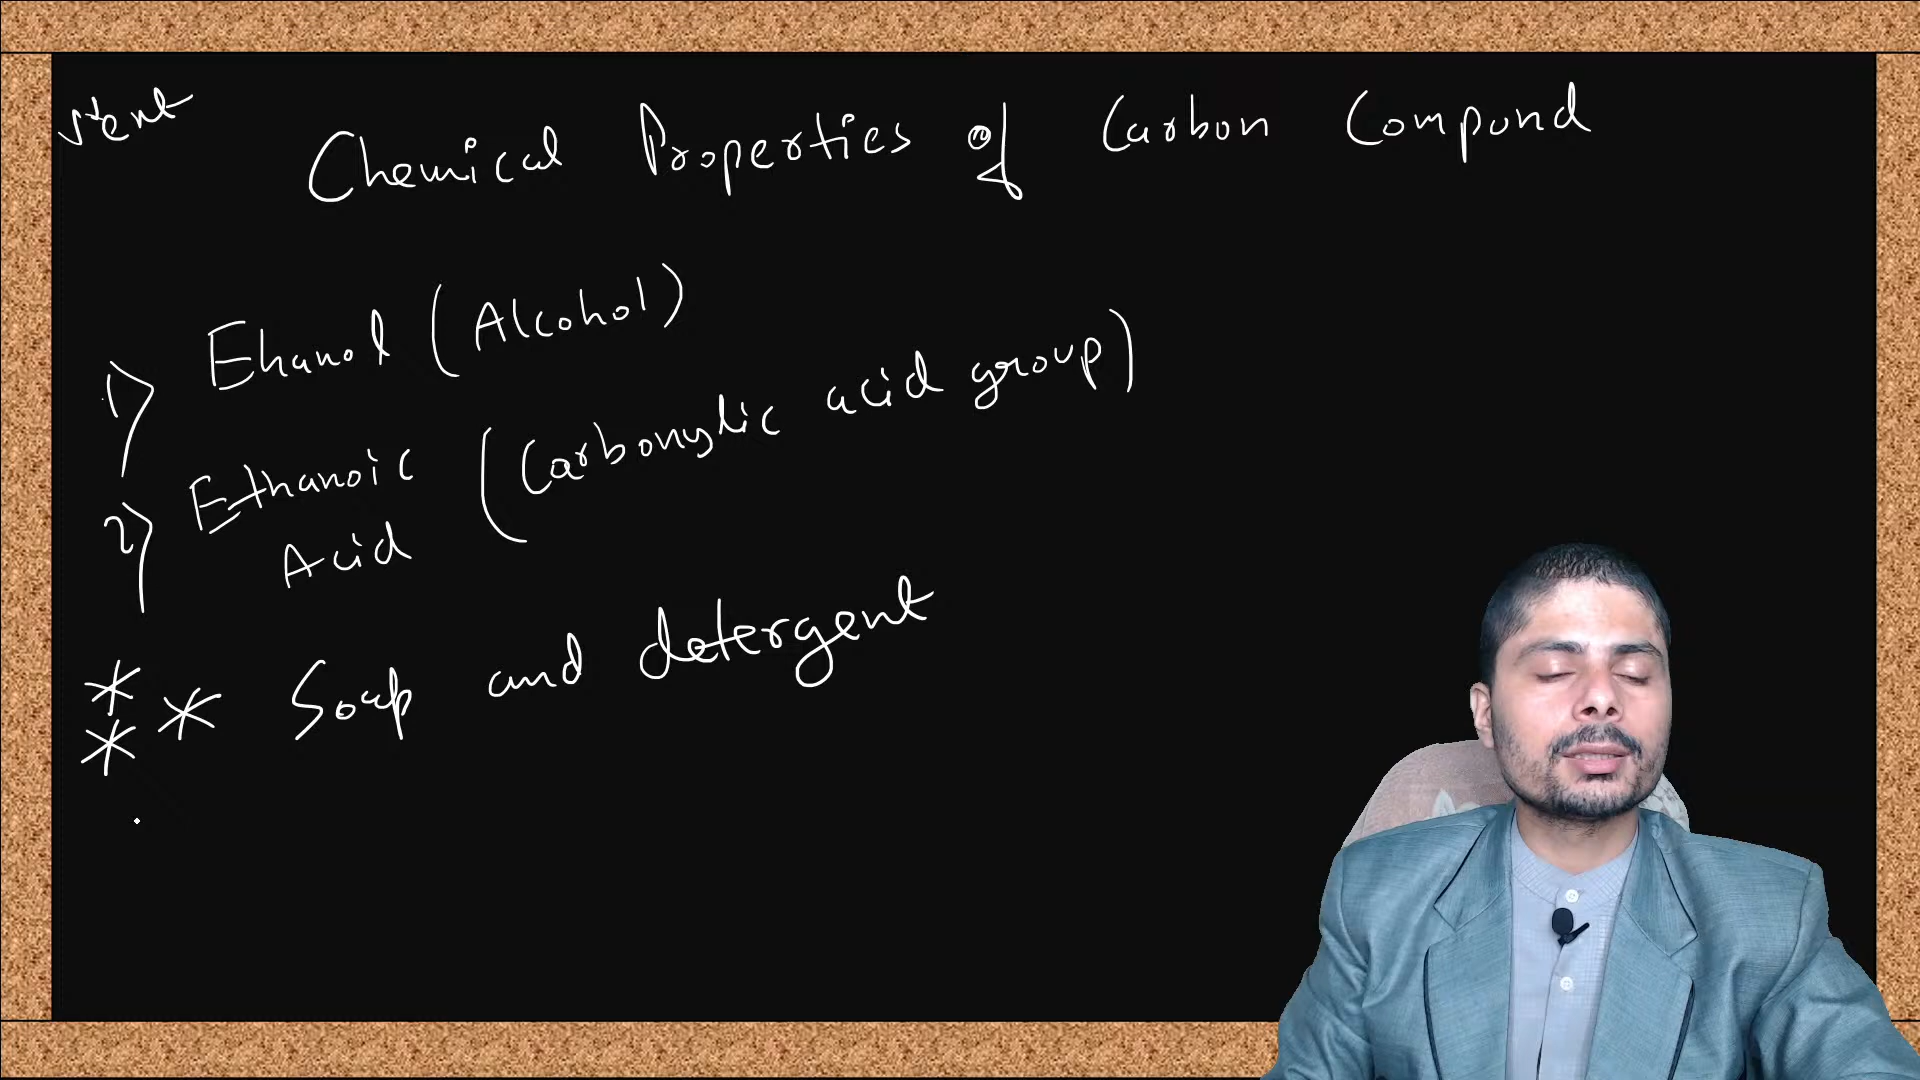 Chemical Properties of Carbon Compound
1) Ehanol (Alcohol)
2) Ethanoic (Carbonylic acid group)
Acid
* * * Soap and detergent